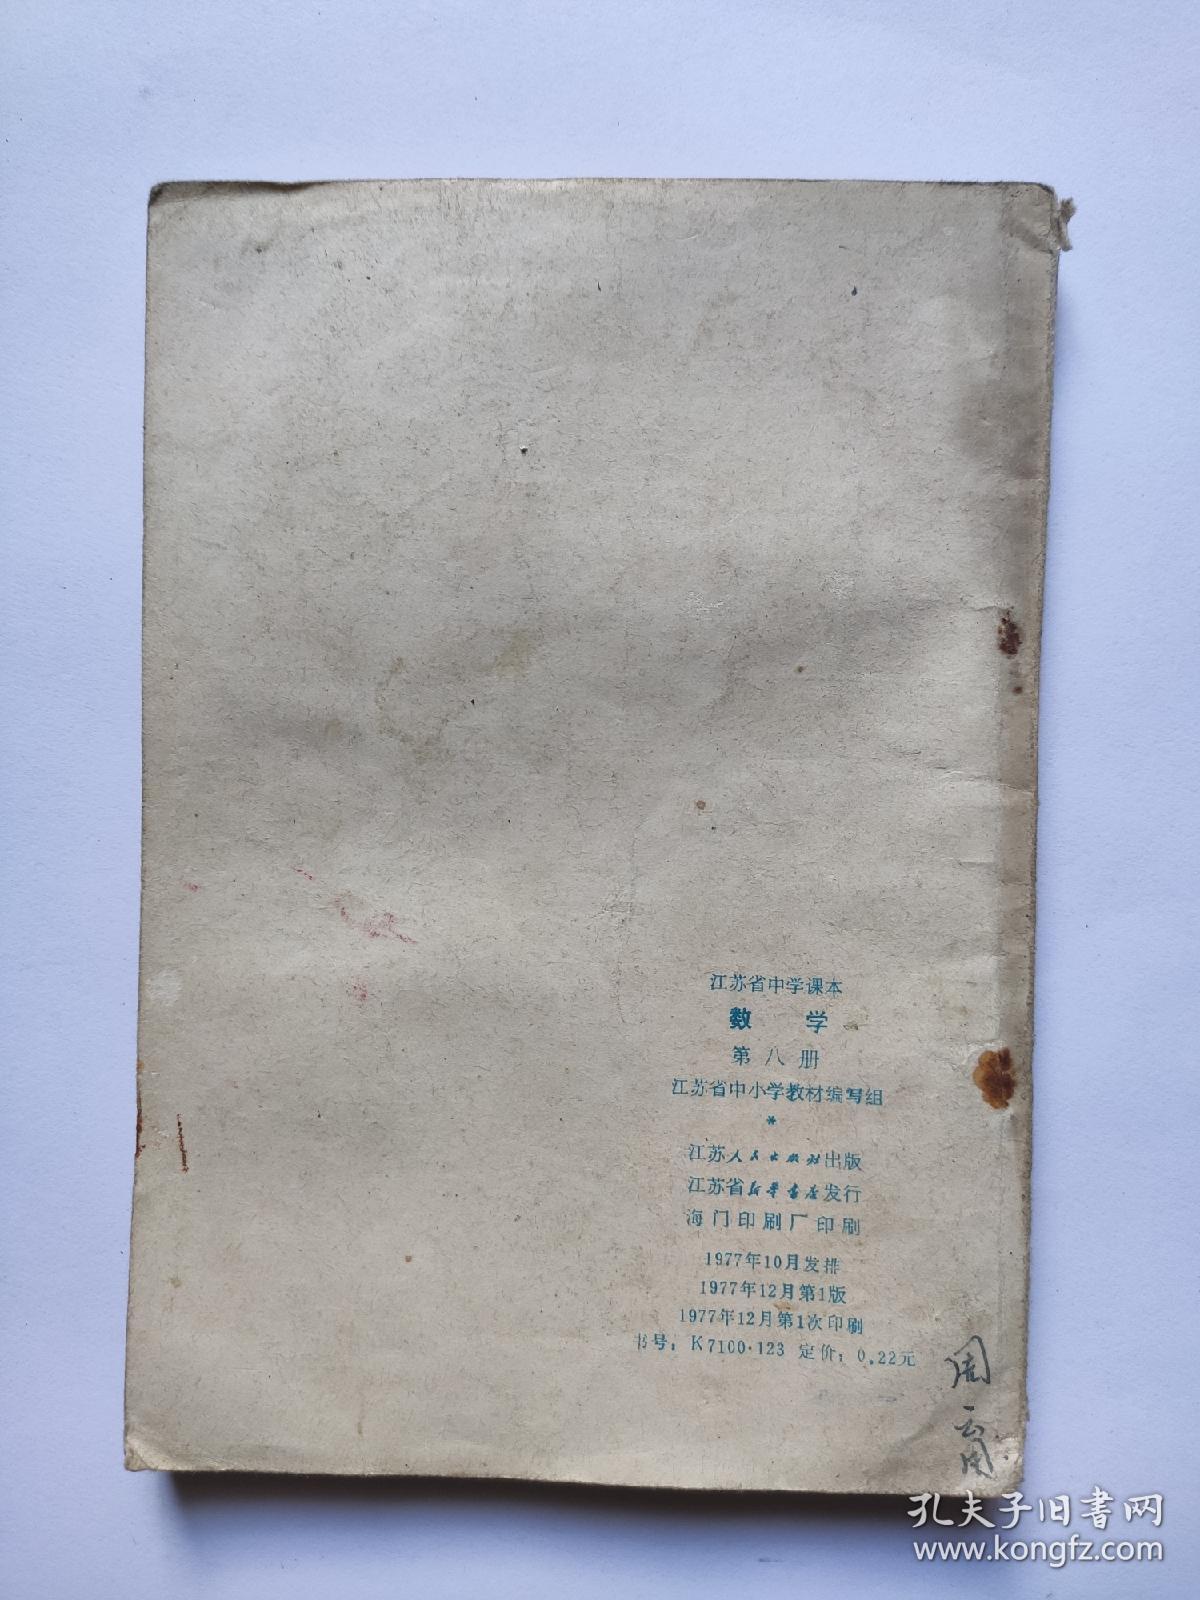 江苏省中学课本
数 学
第八册
江苏省中小学教材编写组
*
江苏人民出版社出版
江苏省新华书店发行
海门印刷厂印刷
1977年10月发排
1977年12月第1版
1977年12月第1次印刷
书号：K7100·123 定价：0.22元
周云
孔夫子旧书网
www.kongfz.com